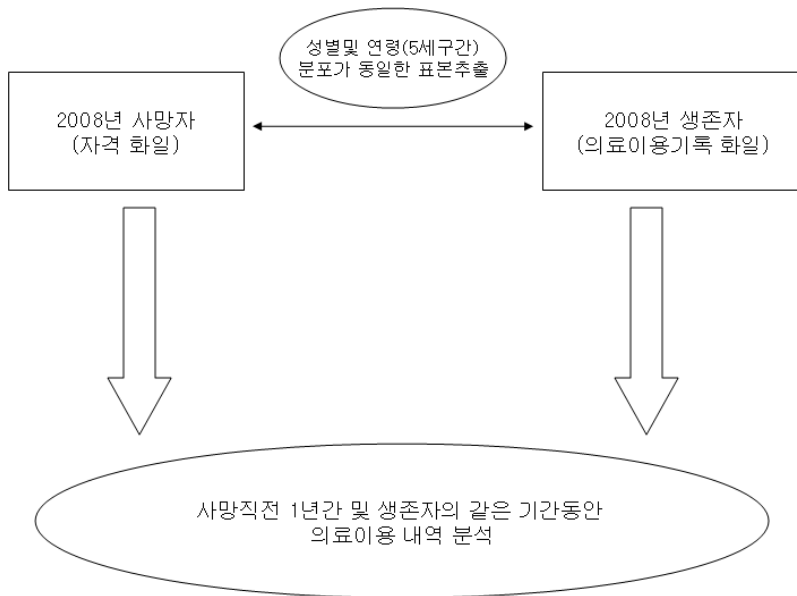 성별및 연령(5세구간)
분포가 동일한 표본추출
2008년 사망자
(자격 화일)
2008년 생존자
(의료이용기록 화일)
사망직전 1년간 및 생존자의 같은 기간동안
의료이용 내역 분석